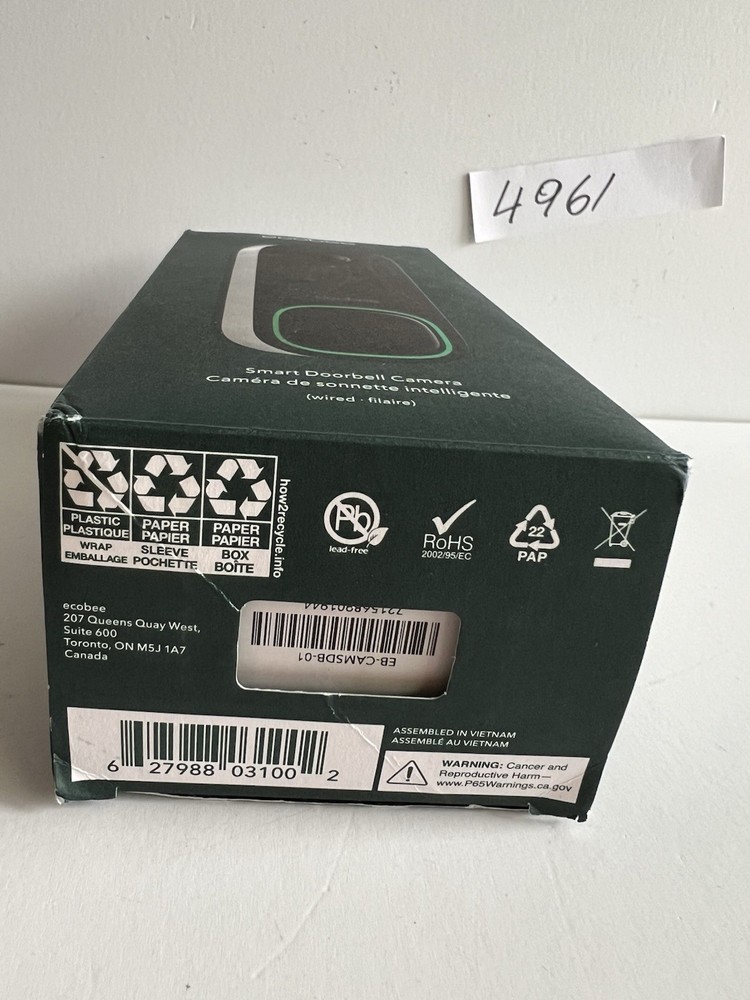 4961
Smart Doorbell Camera
Caméra de sonnette intelligente
(wired · filaire)
PLASTIC
PLASTIQUE
WRAP
EMBALLAGE
PAPER
PAPIER
SLEEVE
POCHETTE
PAPER
PAPIER
BOX
BOÎTE
how2recycle.info
Pb
lead-free
RoHS
2002/95/EC
22
PAP
ecobee
207 Queens Quay West,
Suite 600
Toronto, ON M5J 1A7
Canada
EB-CAMSDB-01
6 27988 03100 2
ASSEMBLED IN VIETNAM
ASSEMBLÉ AU VIETNAM
WARNING: Cancer and
Reproductive Harm—
www.P65Warnings.ca.gov